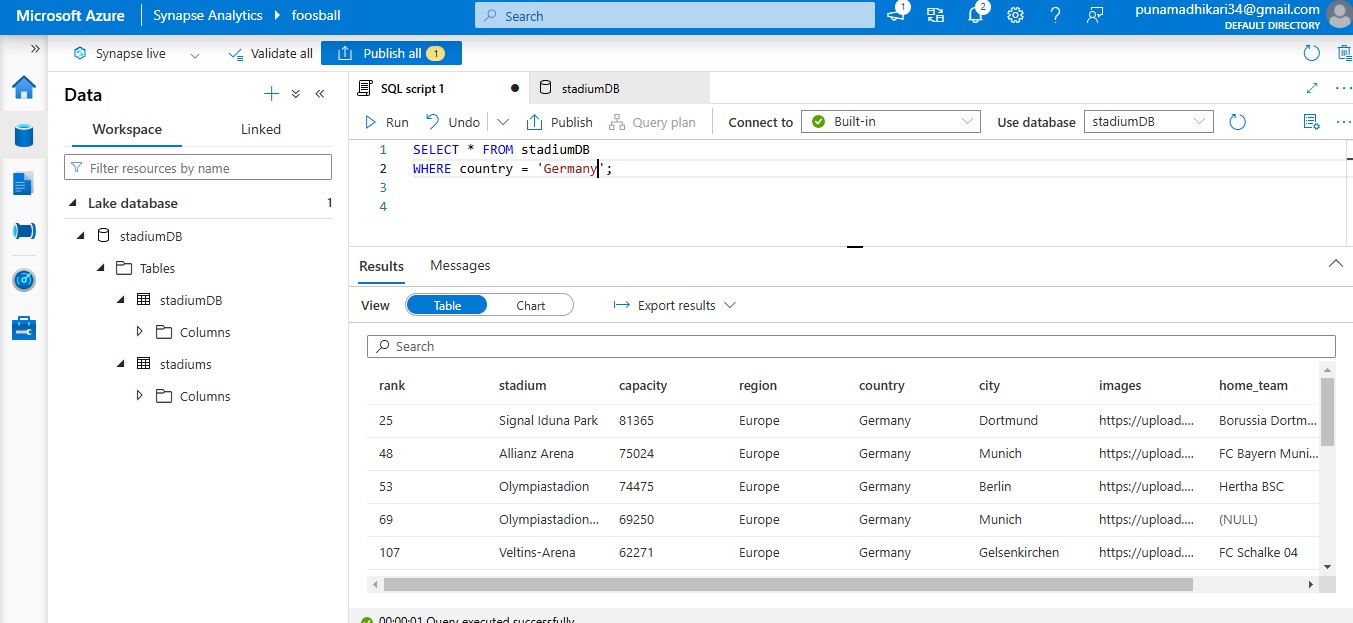 Microsoft Azure Synapse Analytics foosball Search 1 2 punamadhikari34@gmail.com
DEFAULT DIRECTORY
Synapse live Validate all Publish all 1
Data
Workspace Linked
Filter resources by name
Lake database 1
stadiumDB
Tables
stadiumDB
Columns
stadiums
Columns
SQL script 1 stadiumDB
Run Undo Publish Query plan Connect to Built-in Use database stadiumDB
1 SELECT * FROM stadiumDB
2 WHERE country = 'Germany';
3
4
Results Messages
View Table Chart Export results
Search
rank stadium capacity region country city images home_team
25 Signal Iduna Park 81365 Europe Germany Dortmund https://upload.... Borussia Dortm...
48 Allianz Arena 75024 Europe Germany Munich https://upload.... FC Bayern Muni...
53 Olympiastadion 74475 Europe Germany Berlin https://upload.... Hertha BSC
69 Olympiastadion... 69250 Europe Germany Munich https://upload.... (NULL)
107 Veltins-Arena 62271 Europe Germany Gelsenkirchen https://upload.... FC Schalke 04
00:00:01 Query executed successfully.